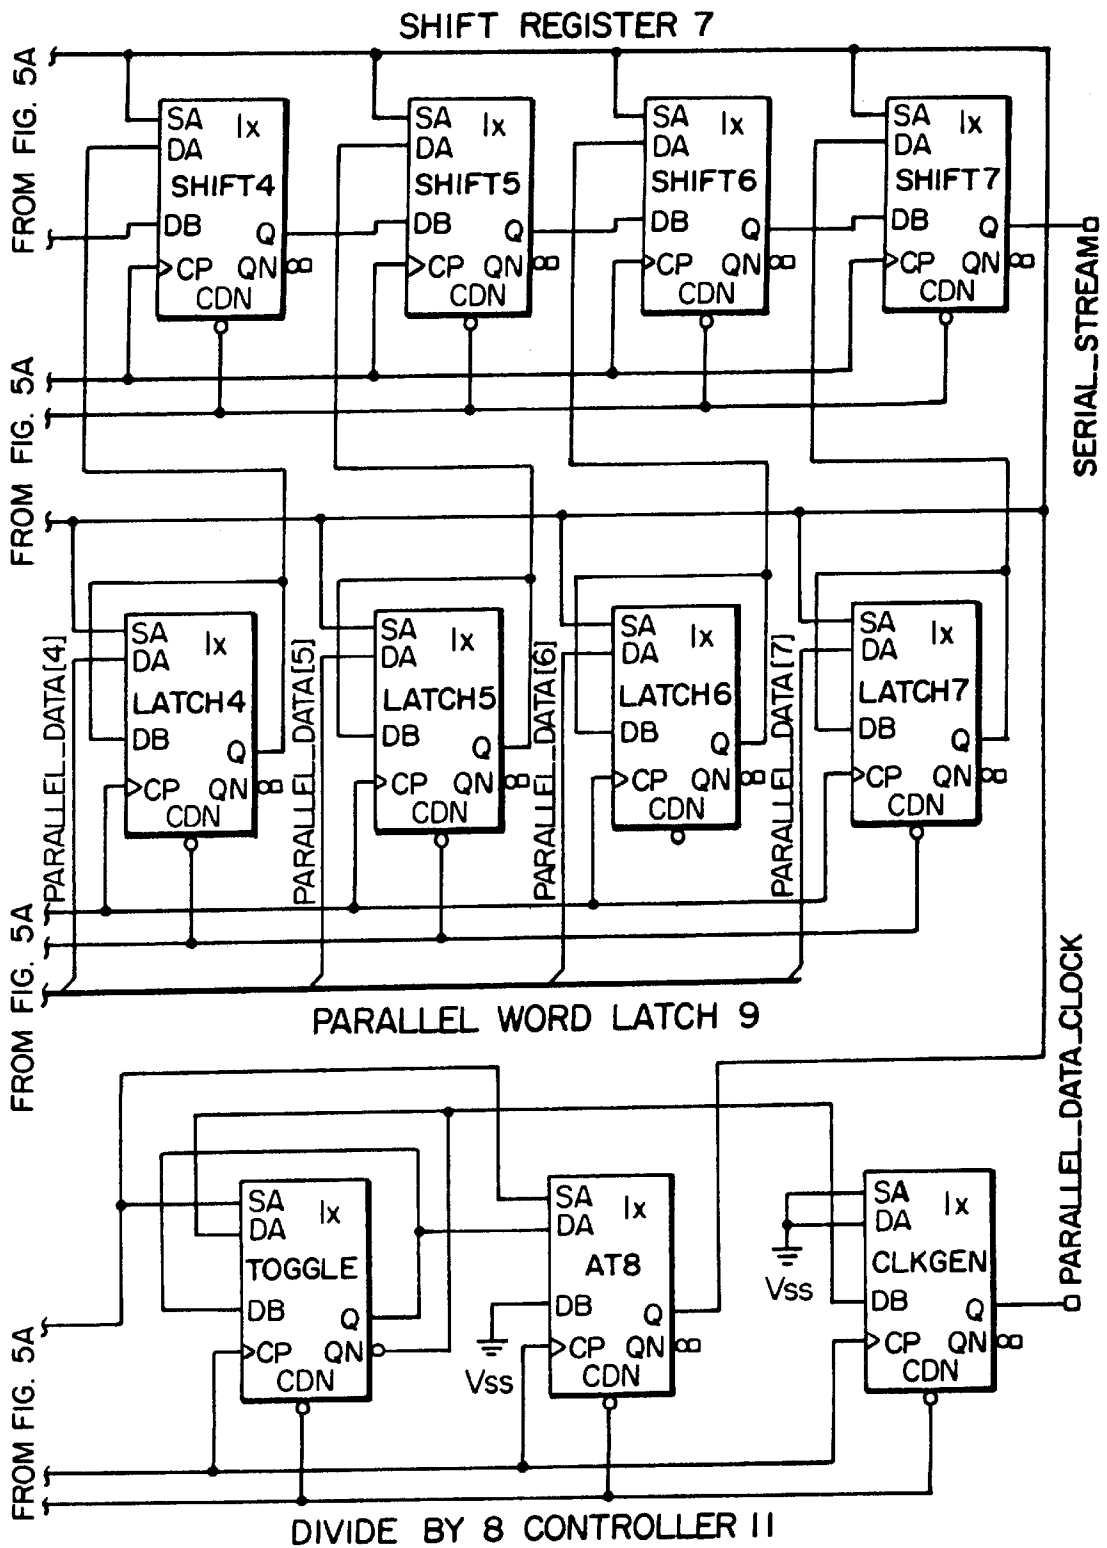 SHIFT REGISTER 7
FROM FIG. 5A
SA Ix
DA
SHIFT4
DB Q
CP QN
CDN
SA Ix
DA
SHIFT5
DB Q
CP QN
CDN
SA Ix
DA
SHIFT6
DB Q
CP QN
CDN
SA Ix
DA
SHIFT7
DB Q
CP QN
CDN
SERIAL_STREAM
FROM FIG. 5A
PARALLEL_DATA[4]
SA Ix
DA
LATCH4
DB Q
CP QN
CDN
PARALLEL_DATA[5]
SA Ix
DA
LATCH5
DB Q
CP QN
CDN
PARALLEL_DATA[6]
SA Ix
DA
LATCH6
DB Q
CP QN
CDN
PARALLEL_DATA[7]
SA Ix
DA
LATCH7
DB Q
CP QN
CDN
FROM FIG. 5A
PARALLEL WORD LATCH 9
PARALLEL_DATA_CLOCK
SA Ix
DA
TOGGLE
DB Q
CP QN
CDN
SA Ix
DA
AT8
DB Q
CP QN
CDN
Vss
SA Ix
DA
CLKGEN
DB Q
CP QN
CDN
Vss
FROM FIG. 5A
DIVIDE BY 8 CONTROLLER 11